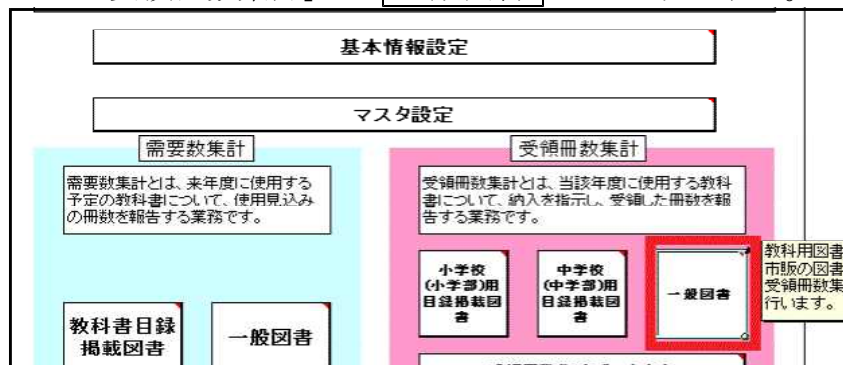 基本情報設定
マスタ設定
需要数集計
需要数集計とは、来年度に使用する
予定の教科書について、使用見込み
の冊数を報告する業務です。
教科書目録
掲載図書
一般図書
受領冊数集計
受領冊数集計とは、当該年度に使用する教科
書について、納入を指示し、受領した冊数を報
告する業務です。
小学校
(小学部)用
目録掲載図
書
中学校
(中学部)用
目録掲載図
書
一般図書
教科用図書
市販の図書
受領冊数集
行います。